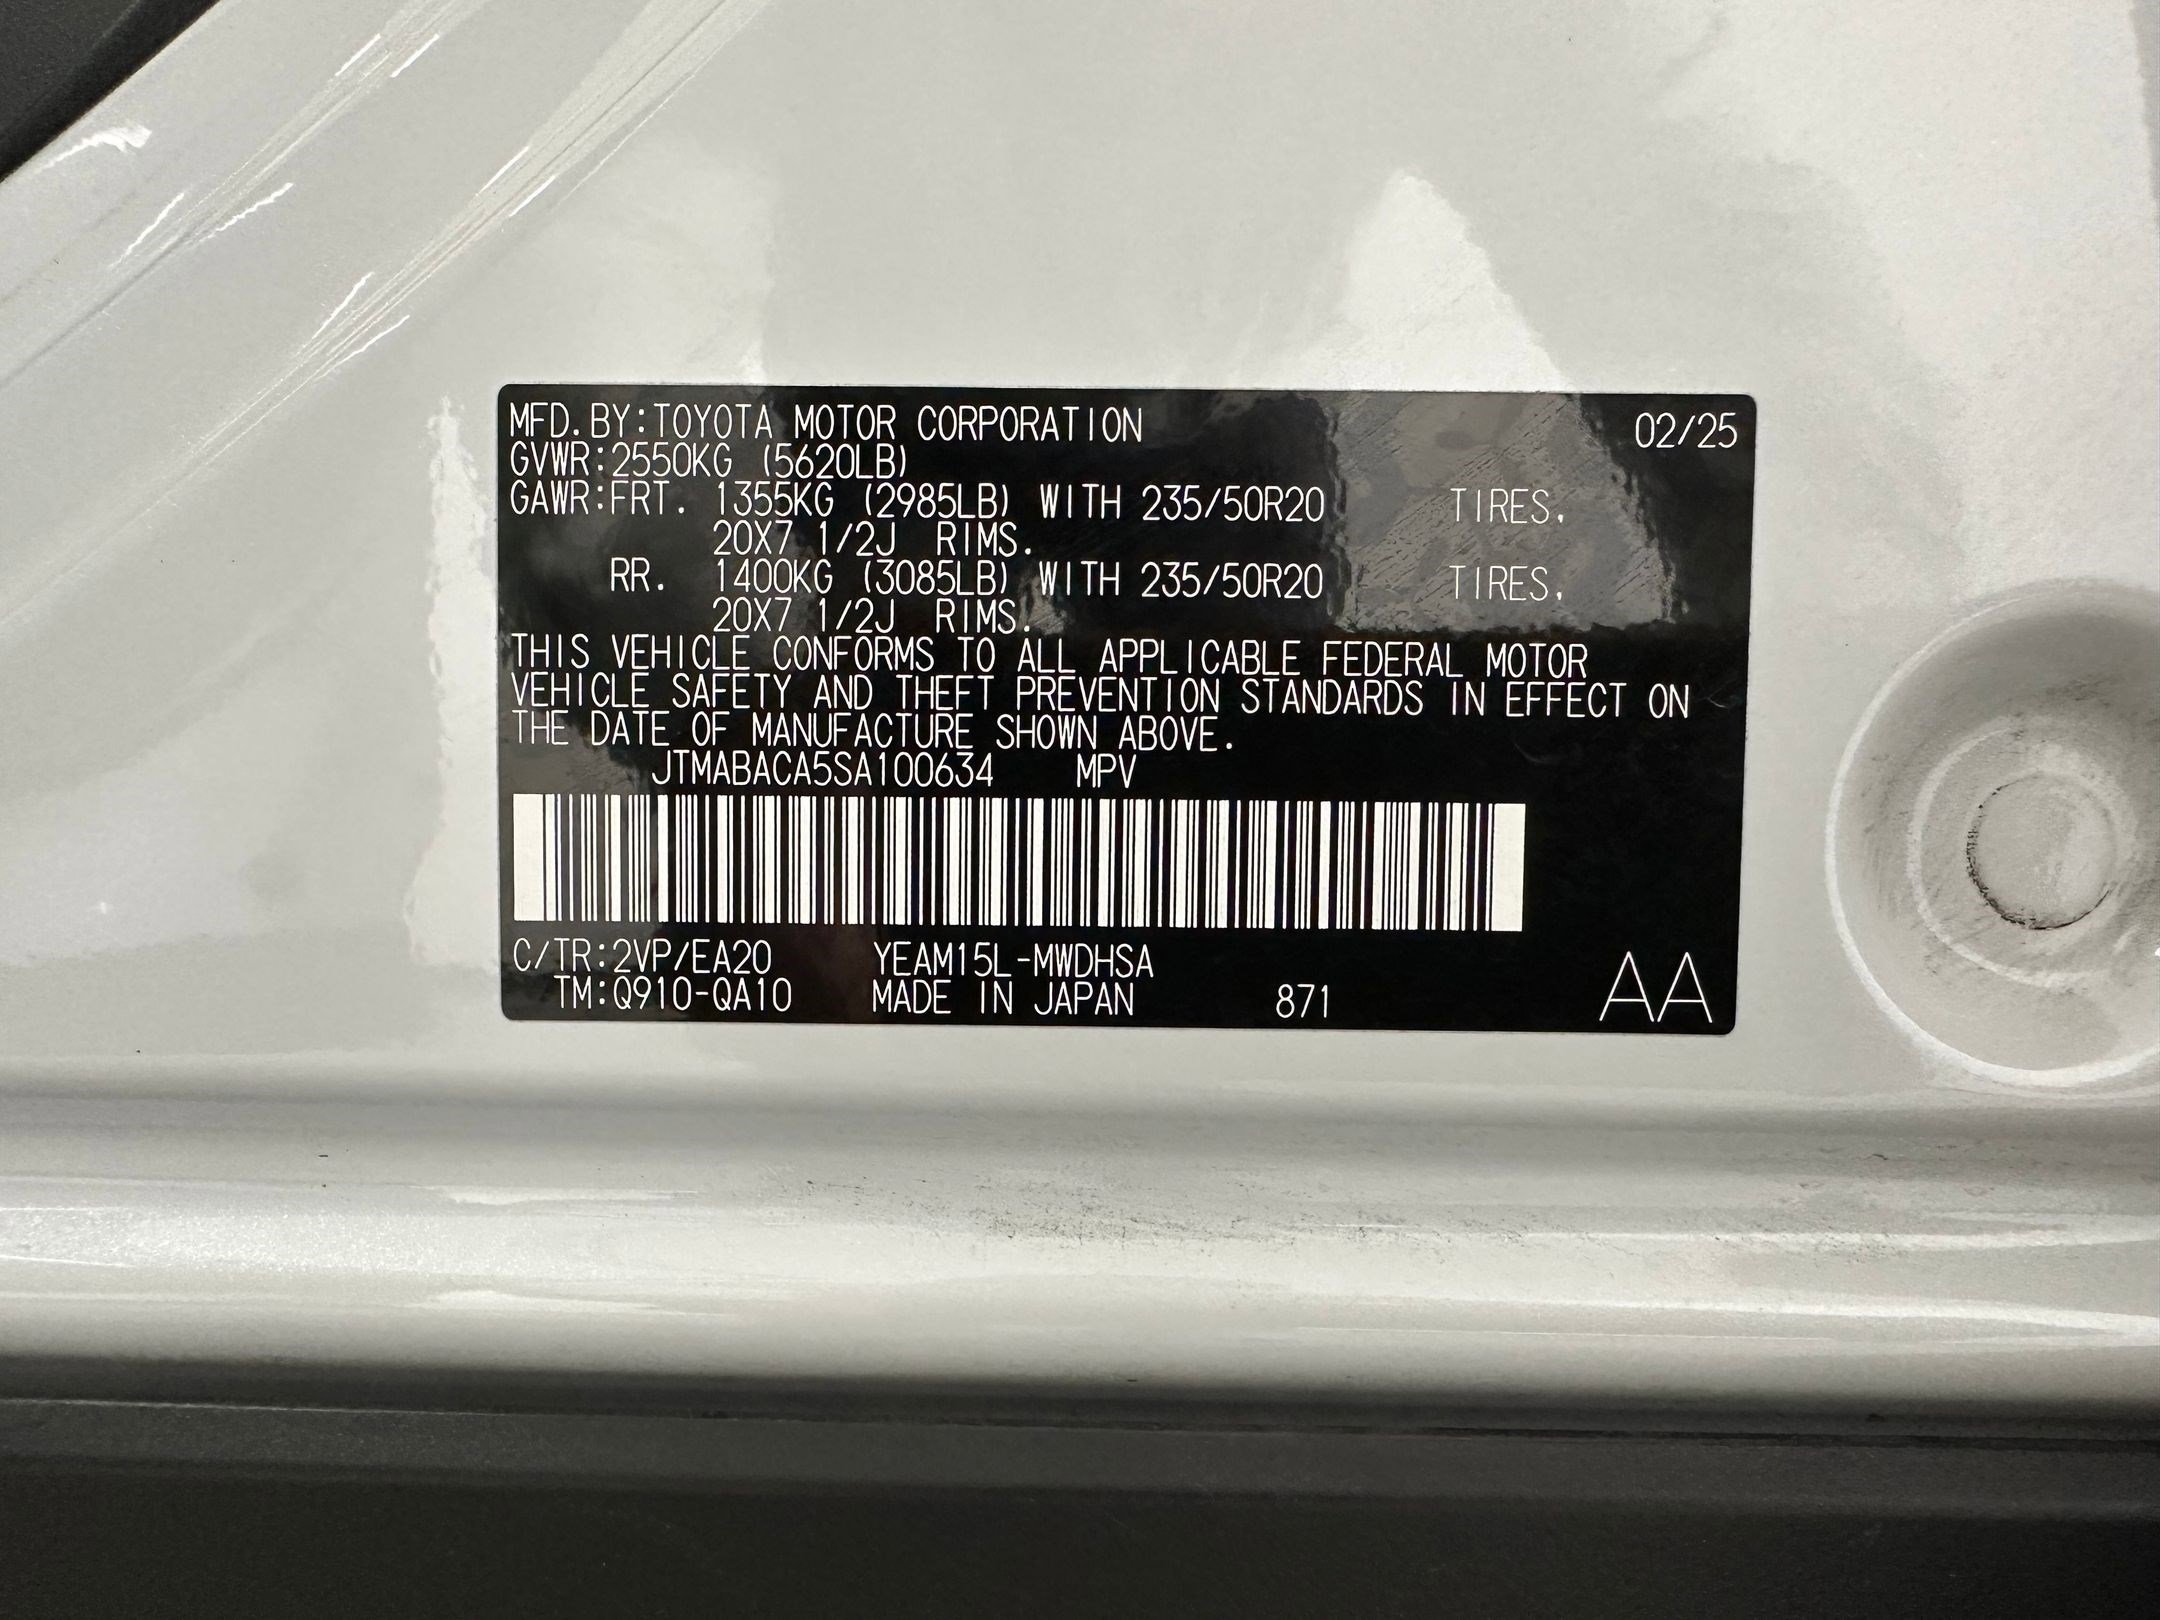 MFD.BY:TOYOTA MOTOR CORPORATION 02/25
GVWR:2550KG (5620LB)
GAWR:FRT. 1355KG (2985LB) WITH 235/50R20 TIRES,
20X7 1/2J RIMS.
RR. 1400KG (3085LB) WITH 235/50R20 TIRES,
20X7 1/2J RIMS.
THIS VEHICLE CONFORMS TO ALL APPLICABLE FEDERAL MOTOR
VEHICLE SAFETY AND THEFT PREVENTION STANDARDS IN EFFECT ON
THE DATE OF MANUFACTURE SHOWN ABOVE.
JTMABACA5SA100634 MPV
C/TR:2VP/EA20 YEAM15L-MWDHSA
TM:Q910-QA10 MADE IN JAPAN 871 AA